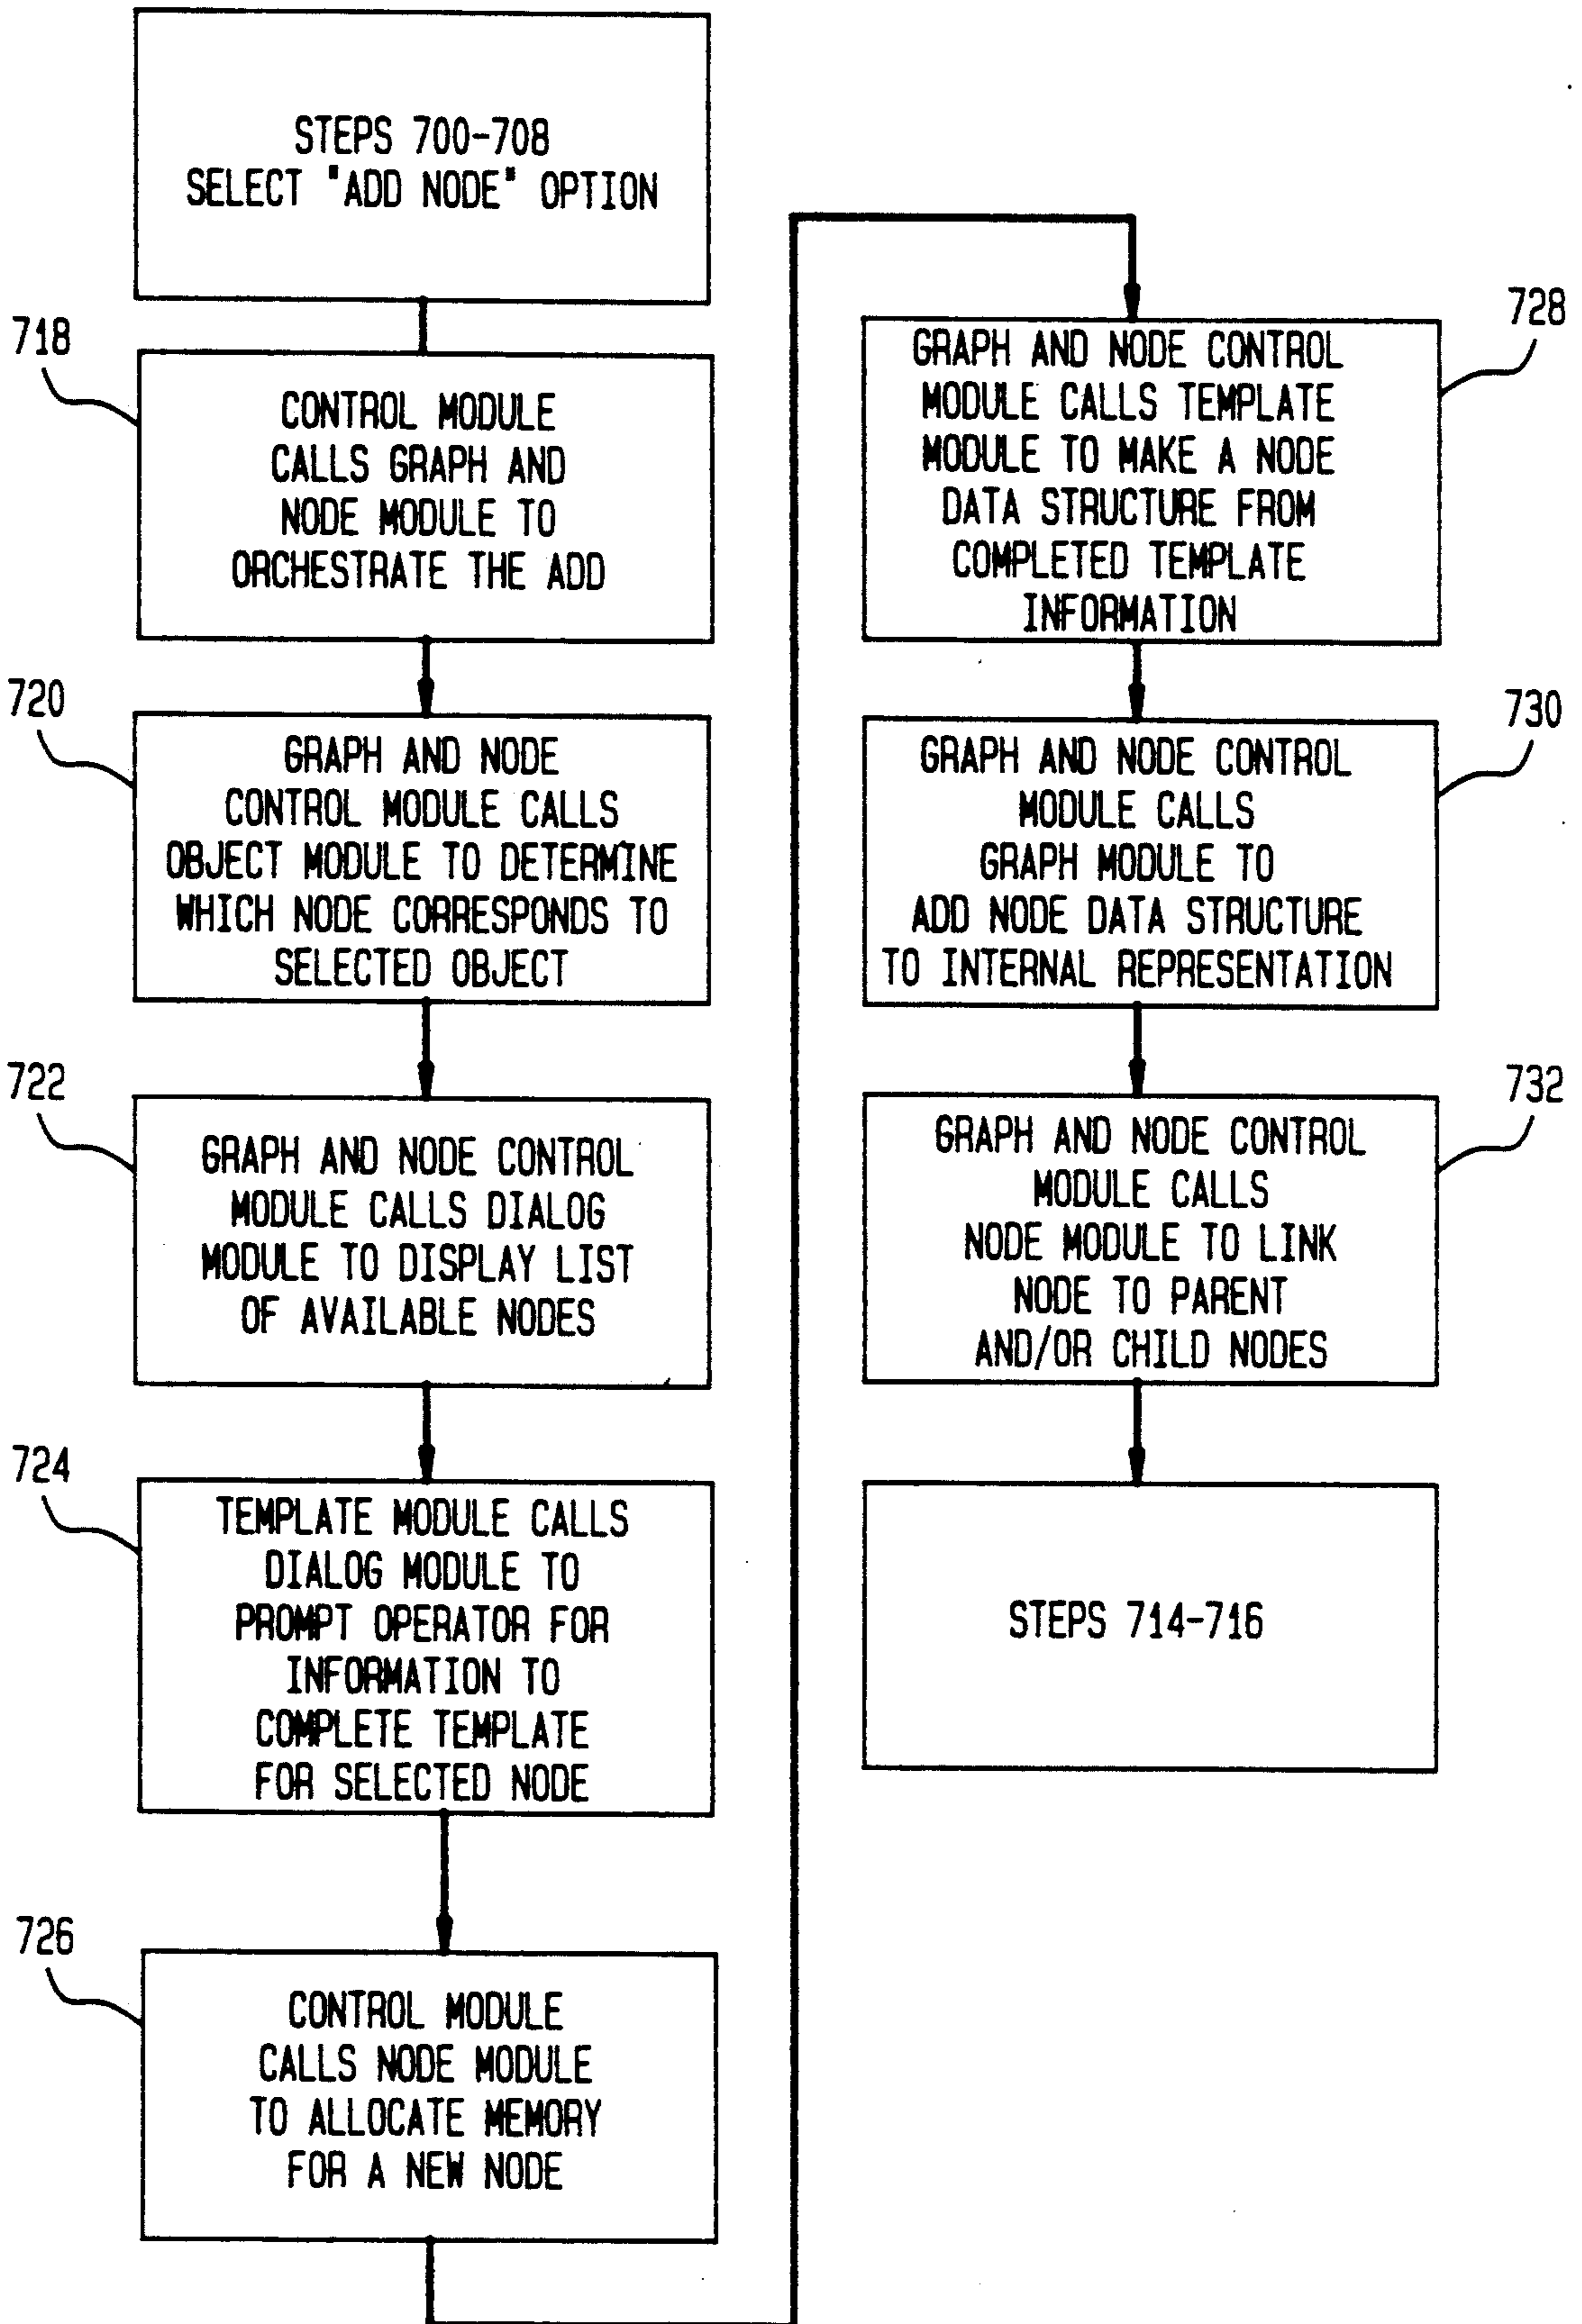 STEPS 700-708
SELECT "ADD NODE" OPTION
718
CONTROL MODULE
CALLS GRAPH AND
NODE MODULE TO
ORCHESTRATE THE ADD
720
GRAPH AND NODE
CONTROL MODULE CALLS
OBJECT MODULE TO DETERMINE
WHICH NODE CORRESPONDS TO
SELECTED OBJECT
722
GRAPH AND NODE CONTROL
MODULE CALLS DIALOG
MODULE TO DISPLAY LIST
OF AVAILABLE NODES
724
TEMPLATE MODULE CALLS
DIALOG MODULE TO
PROMPT OPERATOR FOR
INFORMATION TO
COMPLETE TEMPLATE
FOR SELECTED NODE
726
CONTROL MODULE
CALLS NODE MODULE
TO ALLOCATE MEMORY
FOR A NEW NODE
728
GRAPH AND NODE CONTROL
MODULE CALLS TEMPLATE
MODULE TO MAKE A NODE
DATA STRUCTURE FROM
COMPLETED TEMPLATE
INFORMATION
730
GRAPH AND NODE CONTROL
MODULE CALLS
GRAPH MODULE TO
ADD NODE DATA STRUCTURE
TO INTERNAL REPRESENTATION
732
GRAPH AND NODE CONTROL
MODULE CALLS
NODE MODULE TO LINK
NODE TO PARENT
AND/OR CHILD NODES
STEPS 714-716